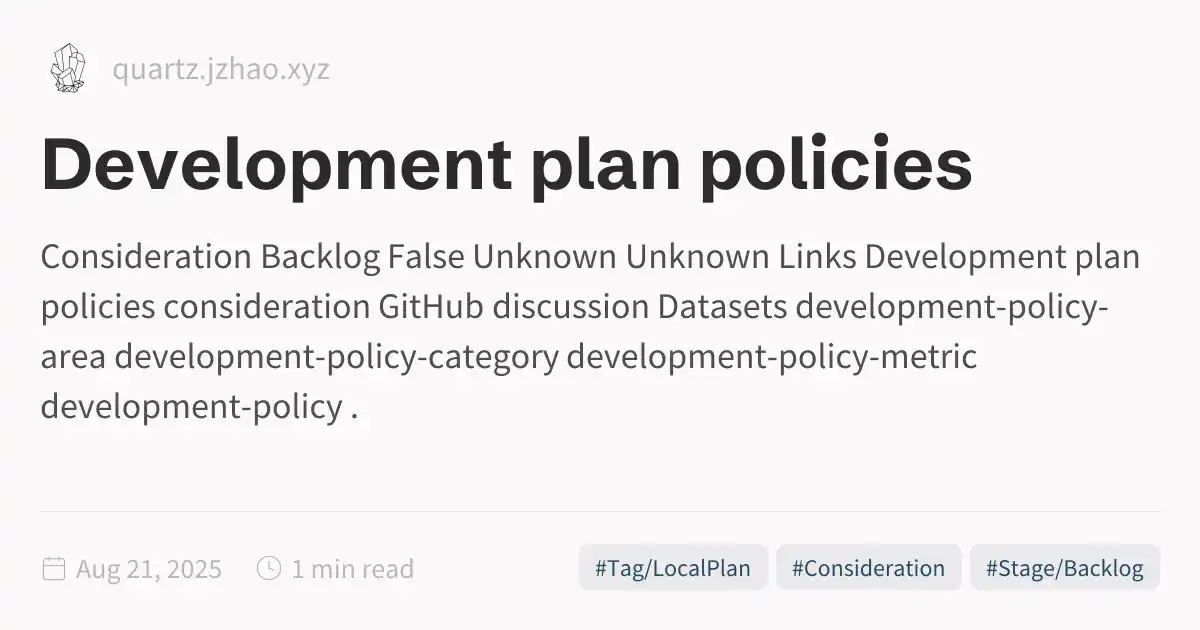 quartz.jzhao.xyz
Development plan policies
Consideration Backlog False Unknown Unknown Links Development plan
policies consideration GitHub discussion Datasets development-policy-
area development-policy-category development-policy-metric
development-policy .
Aug 21, 2025 1 min read #Tag/LocalPlan #Consideration #Stage/Backlog